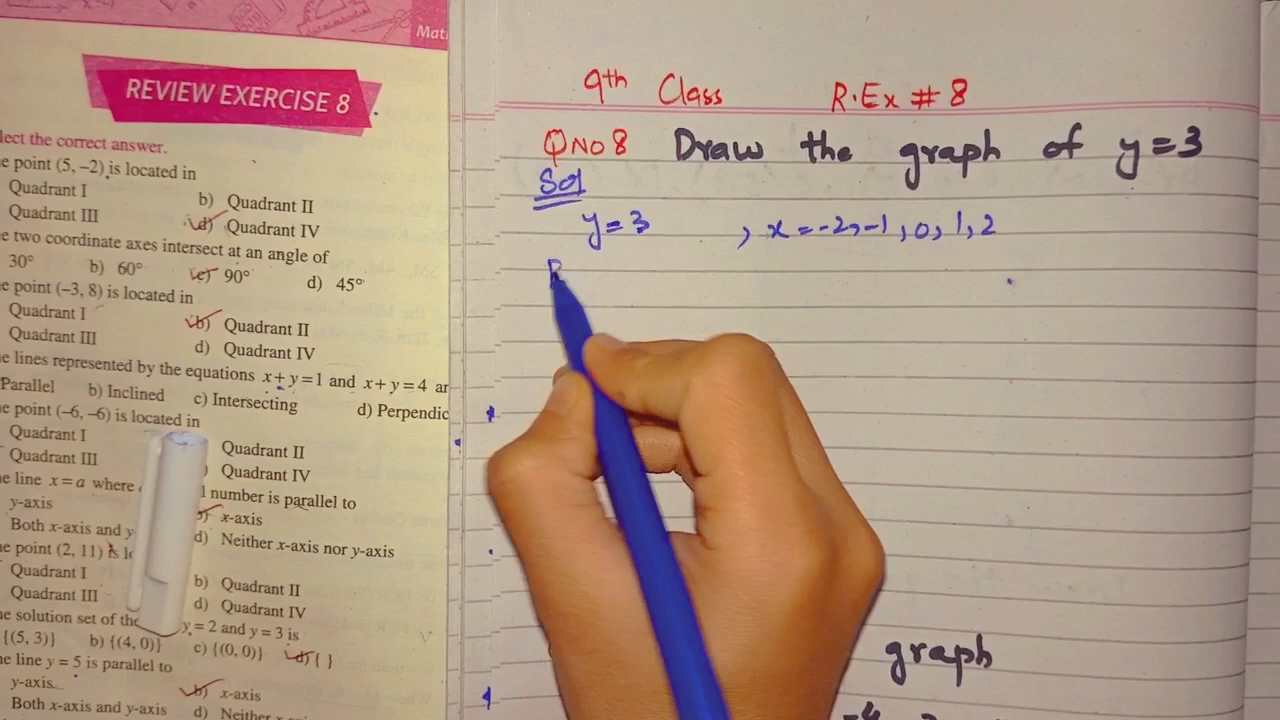 Mat
REVIEW EXERCISE 8
lect the correct answer.
e point (5, −2) is located in
Quadrant I b) Quadrant II
Quadrant III d) Quadrant IV
e two coordinate axes intersect at an angle of
30° b) 60° c) 90° d) 45°
e point (−3, 8) is located in
Quadrant I b) Quadrant II
Quadrant III d) Quadrant IV
e lines represented by the equations x + y = 1 and x + y = 4 ar
Parallel b) Inclined c) Intersecting d) Perpendic
e point (−6, −6) is located in
Quadrant I Quadrant II
Quadrant III ) Quadrant IV
e line x = a where l number is parallel to
y-axis b) x-axis
Both x-axis and y d) Neither x-axis nor y-axis
e point (2, 11) is lo
Quadrant I b) Quadrant II
Quadrant III d) Quadrant IV
e solution set of the y = 2 and y = 3 is
{(5, 3)} b) {(4, 0)} c) {(0, 0)} d) { }
e line y = 5 is parallel to
y-axis b) x-axis
Both x-axis and y-axis d) Neither
9th Class R.Ex # 8
Q NO 8 Draw the graph of y=3
Sol
y=3 , x=-2,-1,0,1,2
graph